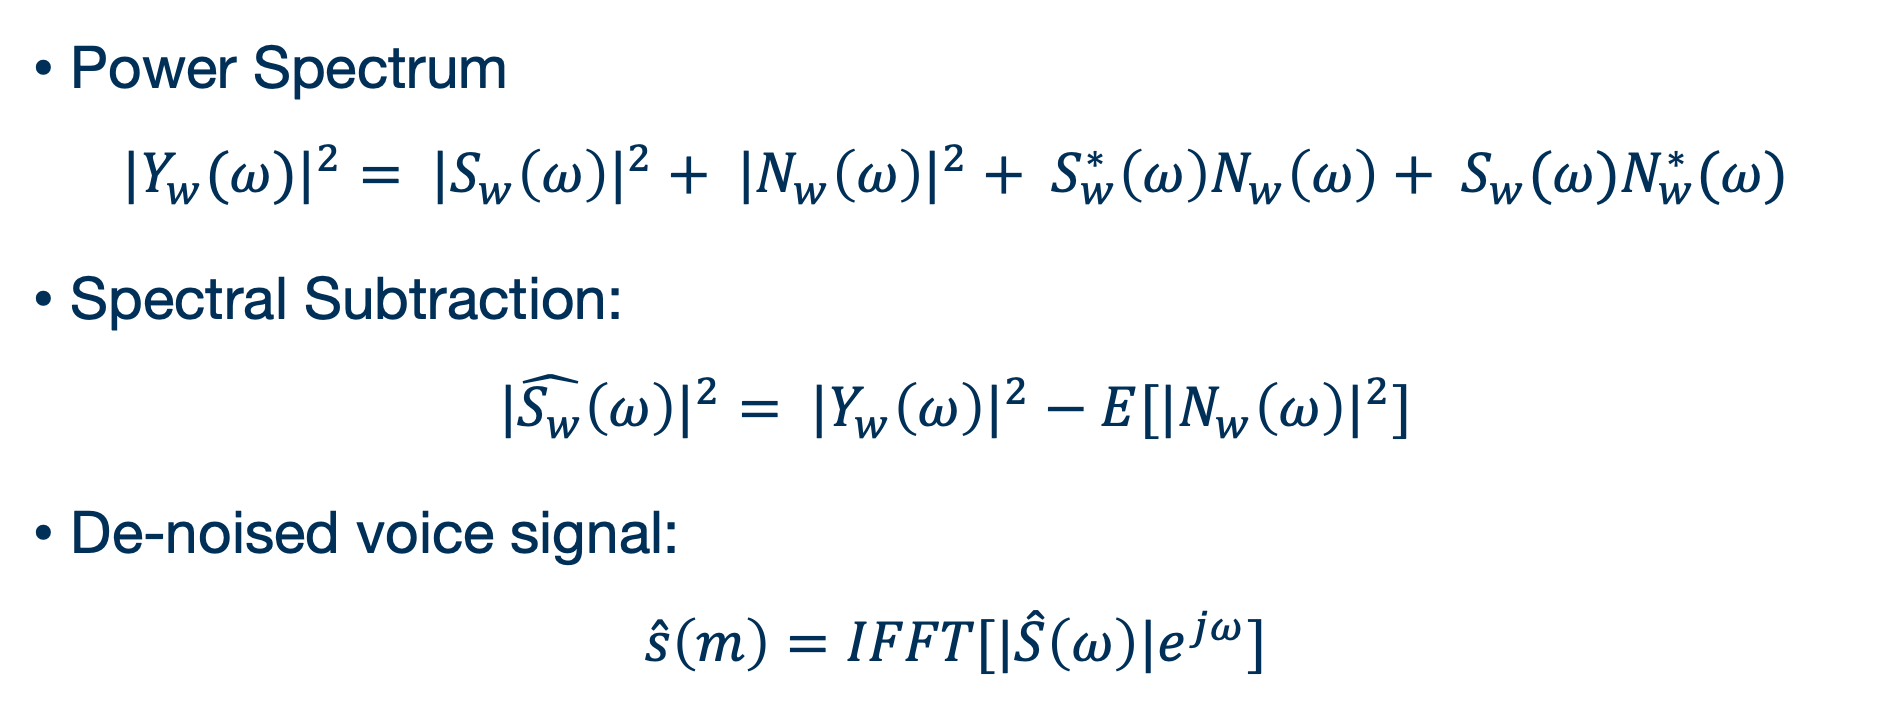 • Power Spectrum
|Y_w(ω)|² = |S_w(ω)|² + |N_w(ω)|² + S_w^*(ω)N_w(ω) + S_w(ω)N_w^*(ω)
• Spectral Subtraction:
|\widehat{S_w}(ω)|² = |Y_w(ω)|² − E[|N_w(ω)|²]
• De-noised voice signal:
ŝ(m) = IFFT[|Ŝ(ω)|e^{jω}]